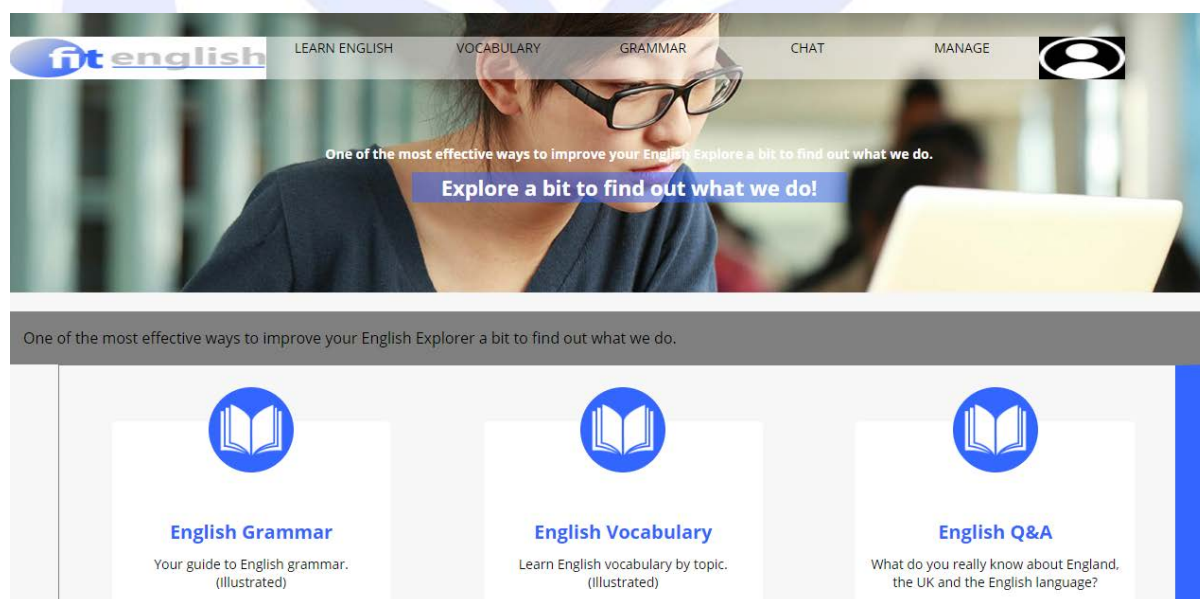 fit english
LEARN ENGLISH VOCABULARY GRAMMAR CHAT MANAGE
One of the most effective ways to improve your English Explore a bit to find out what we do.
Explore a bit to find out what we do!
One of the most effective ways to improve your English Explorer a bit to find out what we do.
English Grammar
Your guide to English grammar.
(Illustrated)
English Vocabulary
Learn English vocabulary by topic.
(Illustrated)
English Q&A
What do you really know about England,
the UK and the English language?